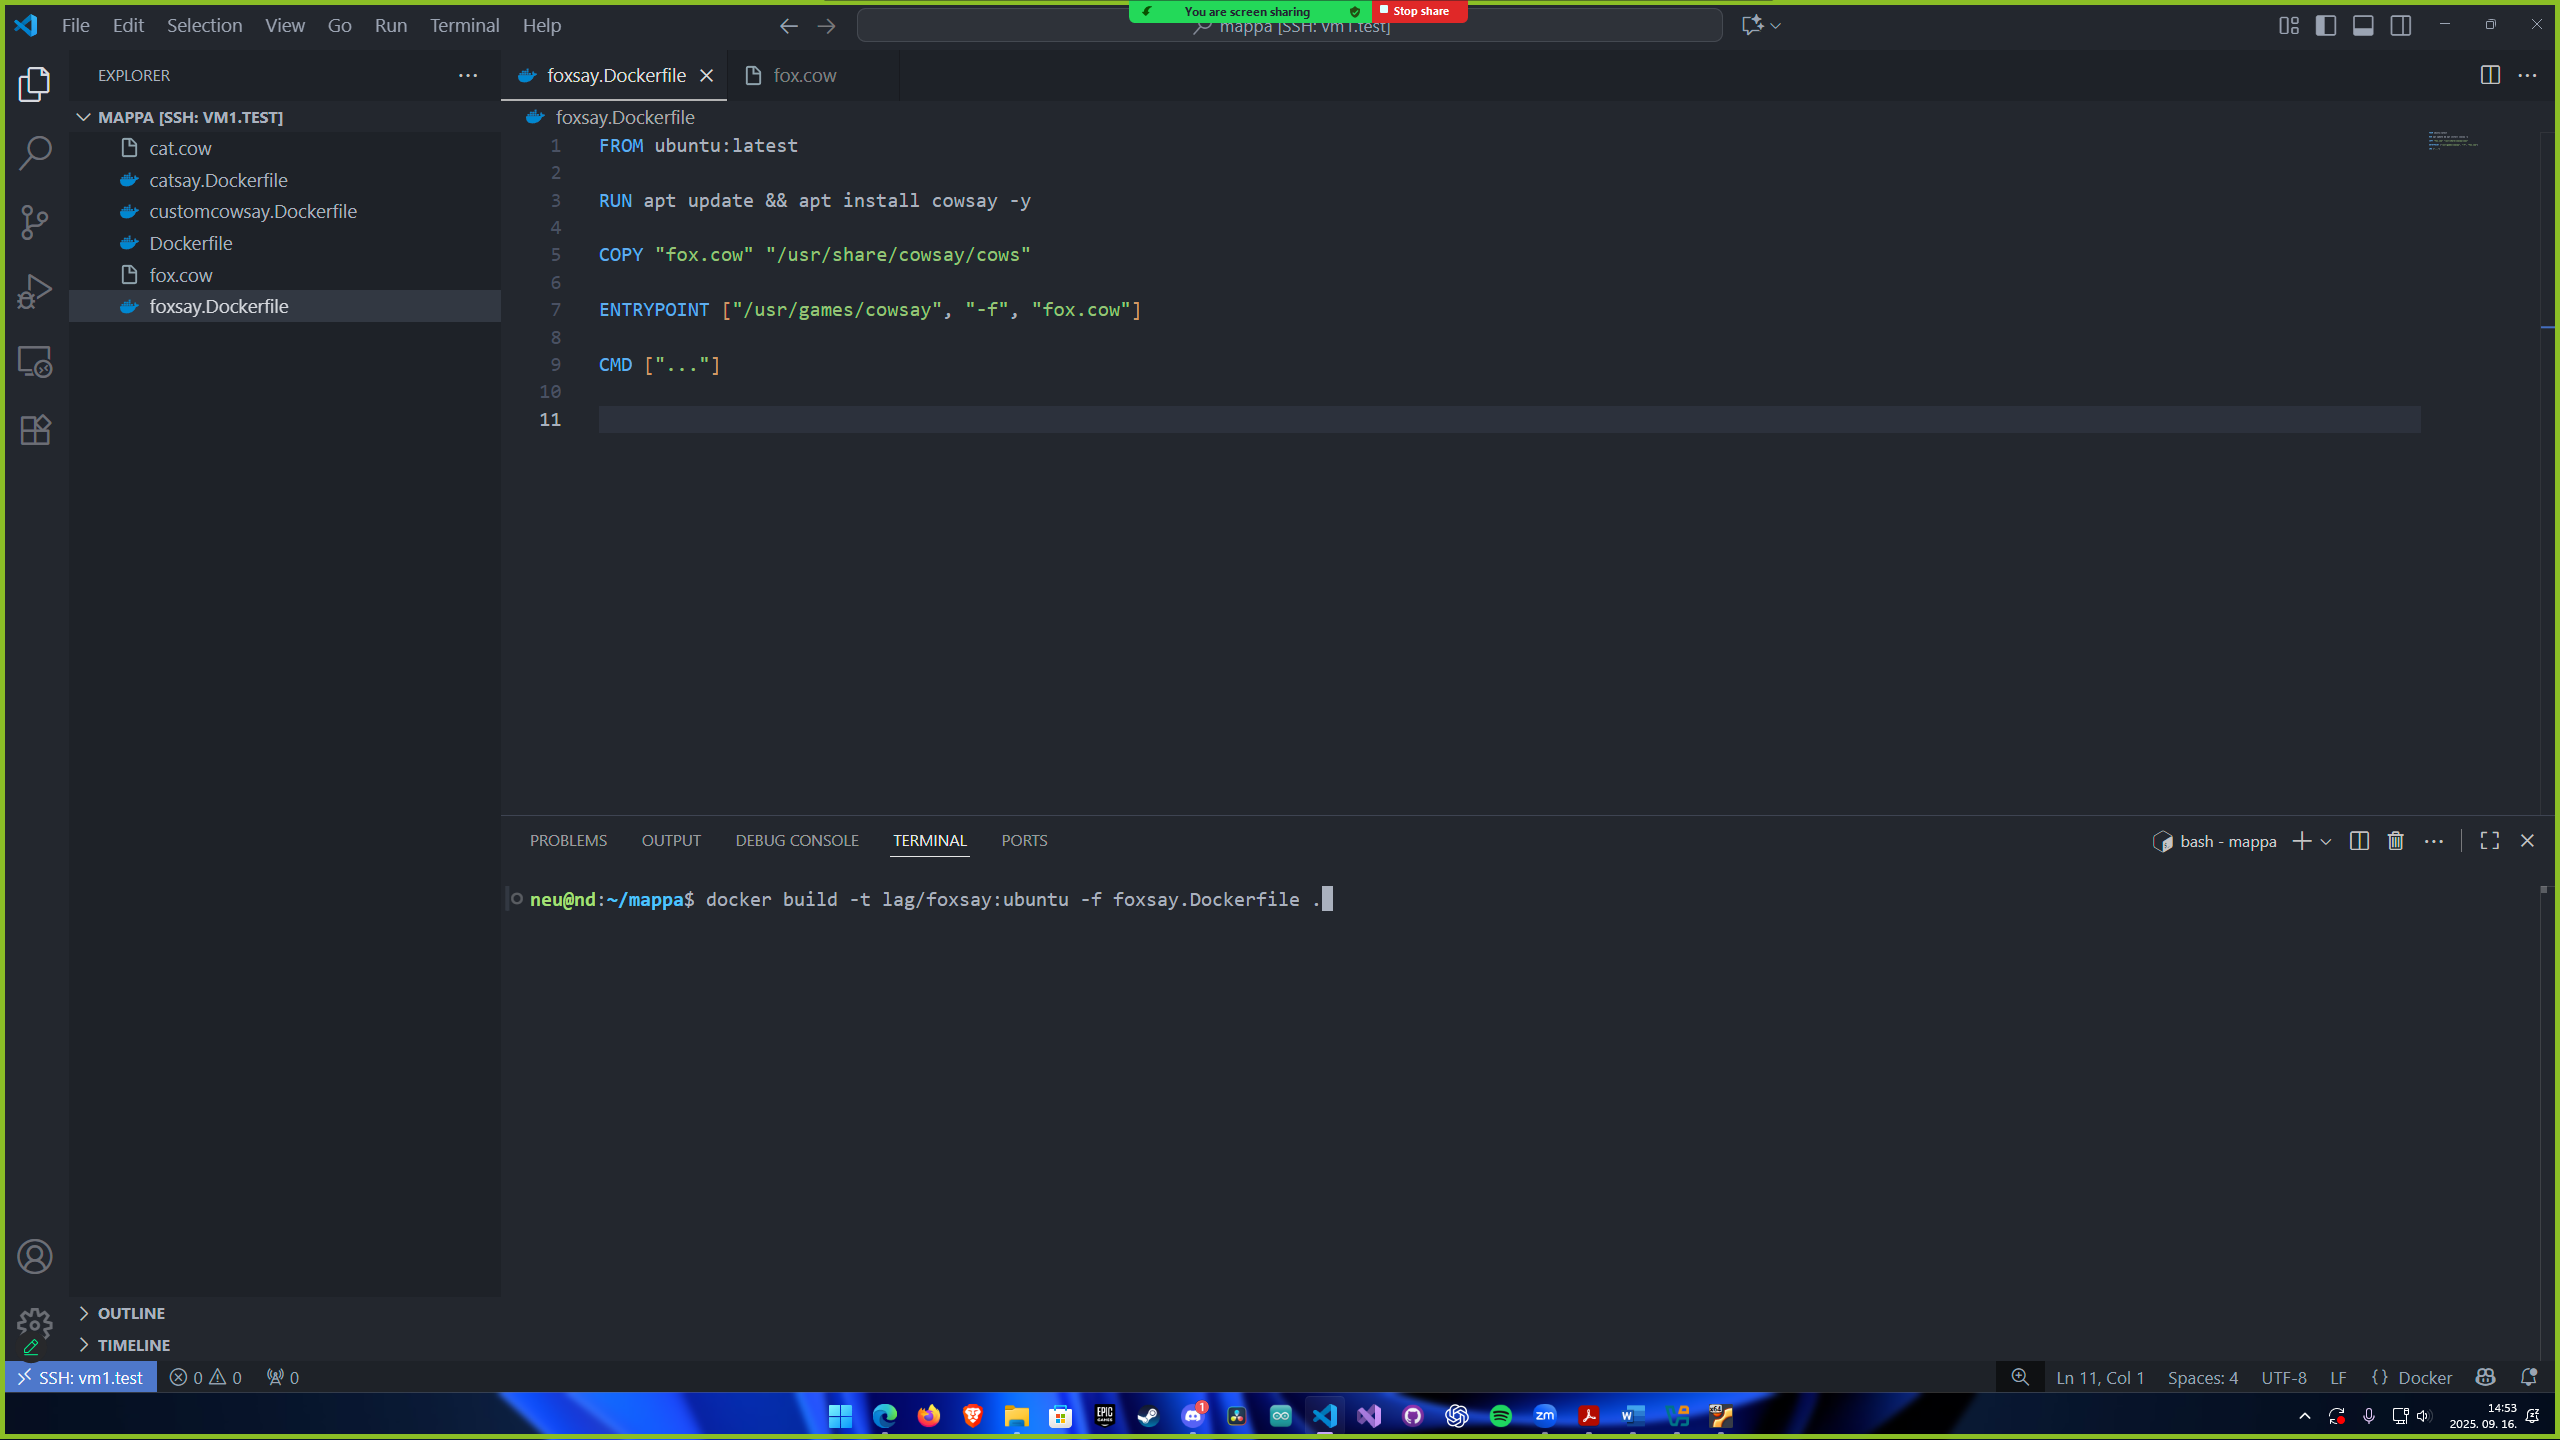 You are screen sharing
Stop share
File Edit Selection View Go Run Terminal Help
mappa [SSH: vm1.test]
EXPLORER
foxsay.Dockerfile
fox.cow
MAPPA [SSH: VM1.TEST]
cat.cow
catsay.Dockerfile
customcowsay.Dockerfile
Dockerfile
fox.cow
foxsay.Dockerfile
foxsay.Dockerfile
1 FROM ubuntu:latest
2
3 RUN apt update && apt install cowsay -y
4
5 COPY "fox.cow" "/usr/share/cowsay/cows"
6
7 ENTRYPOINT ["/usr/games/cowsay", "-f", "fox.cow"]
8
9 CMD ["..."]
10
11
PROBLEMS OUTPUT DEBUG CONSOLE TERMINAL PORTS
bash - mappa
neu@nd:~/mappa$ docker build -t lag/foxsay:ubuntu -f foxsay.Dockerfile .
OUTLINE
TIMELINE
SSH: vm1.test 0 0 0
Ln 11, Col 1 Spaces: 4 UTF-8 LF {} Docker
EPIC GAMES
1
zm
W
x64
14:53
2025. 09. 16.